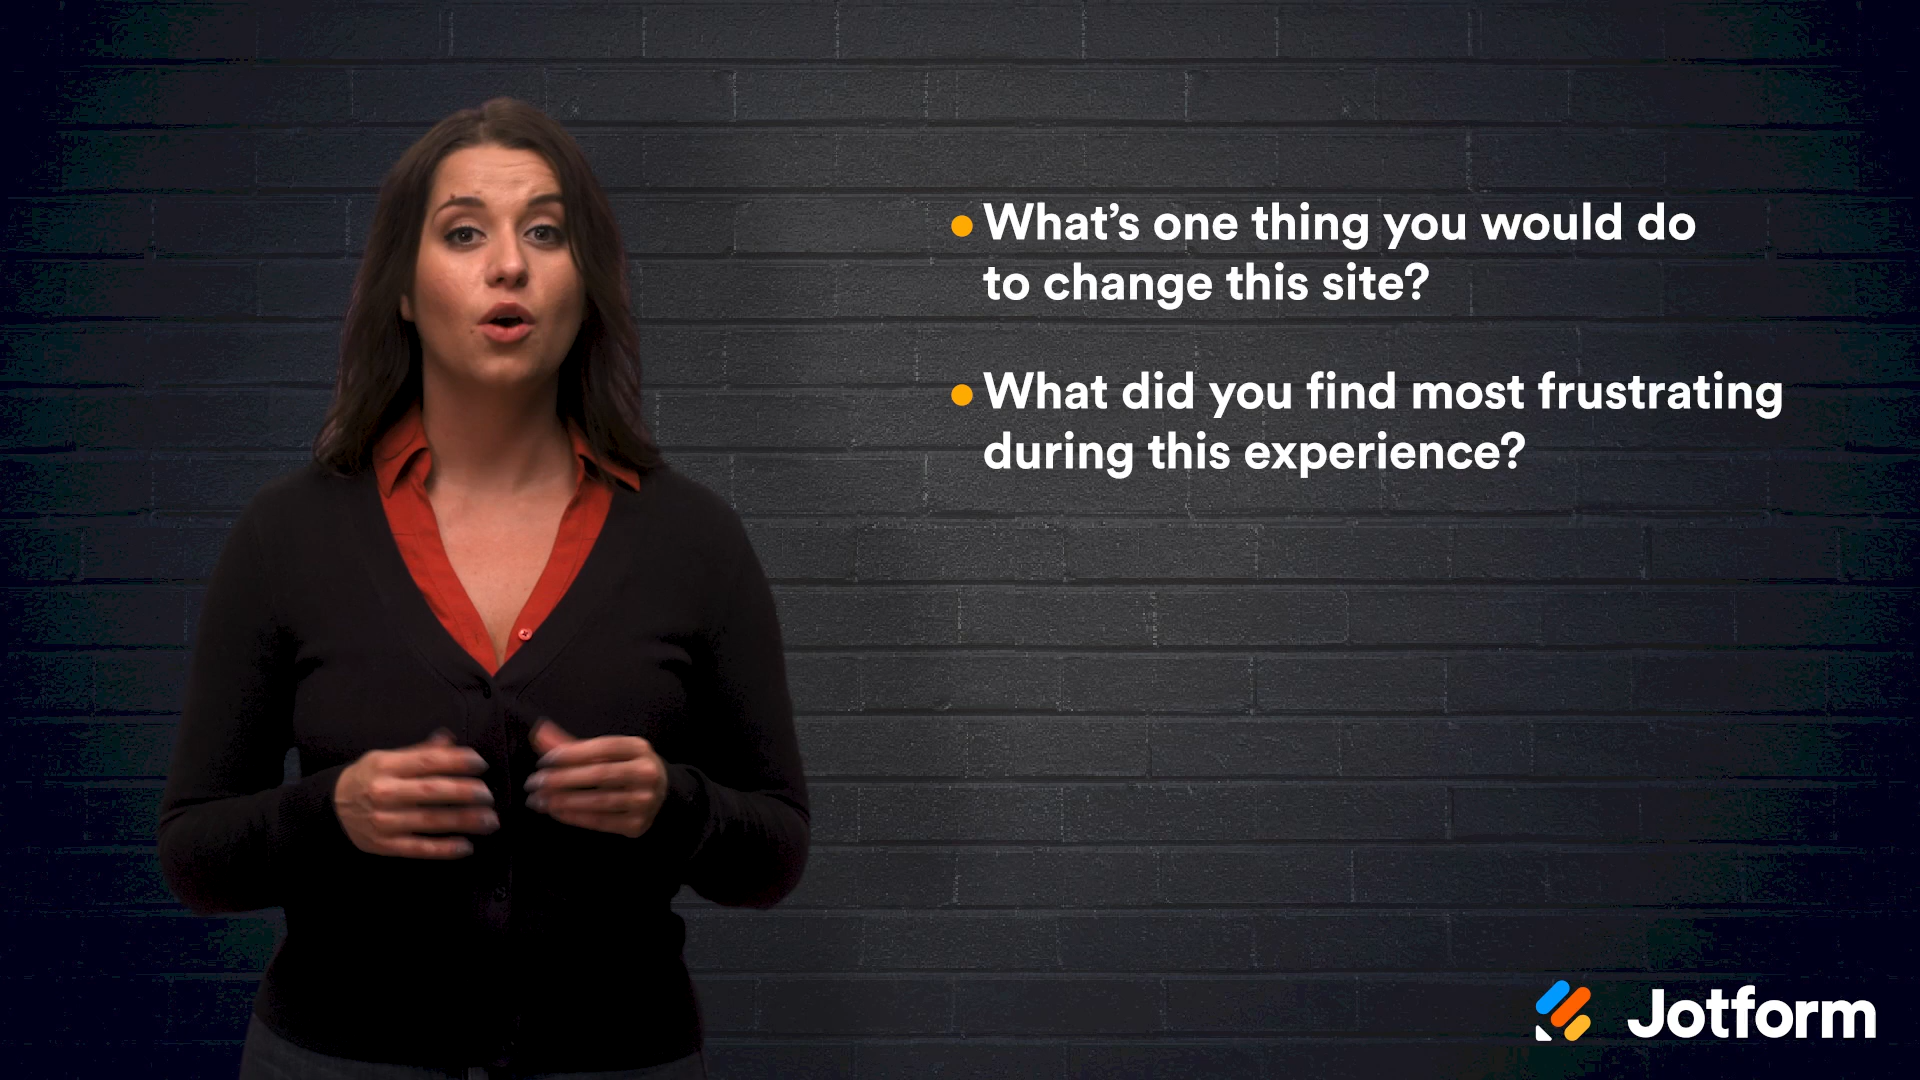 • What’s one thing you would do
to change this site?
• What did you find most frustrating
during this experience?
Jotform